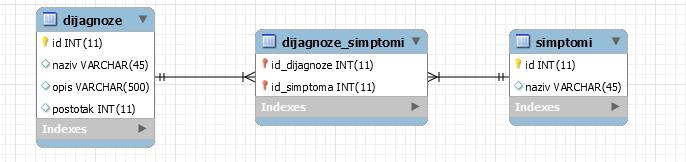 dijagnoze
id INT(11)
naziv VARCHAR(45)
opis VARCHAR(500)
postotak INT(11)
Indexes
dijagnoze_simptomi
id_dijagnoze INT(11)
id_simptoma INT(11)
Indexes
simptomi
id INT(11)
naziv VARCHAR(45)
Indexes